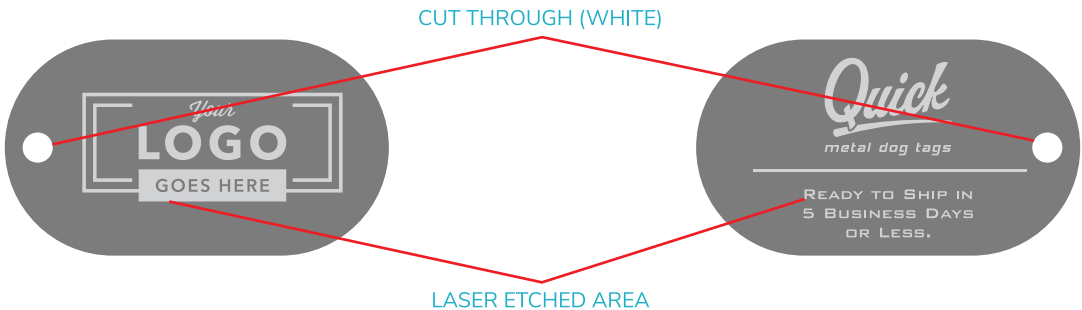 CUT THROUGH (WHITE)
Your
LOGO
GOES HERE
Quick
metal dog tags
READY TO SHIP IN
5 BUSINESS DAYS
OR LESS.
LASER ETCHED AREA